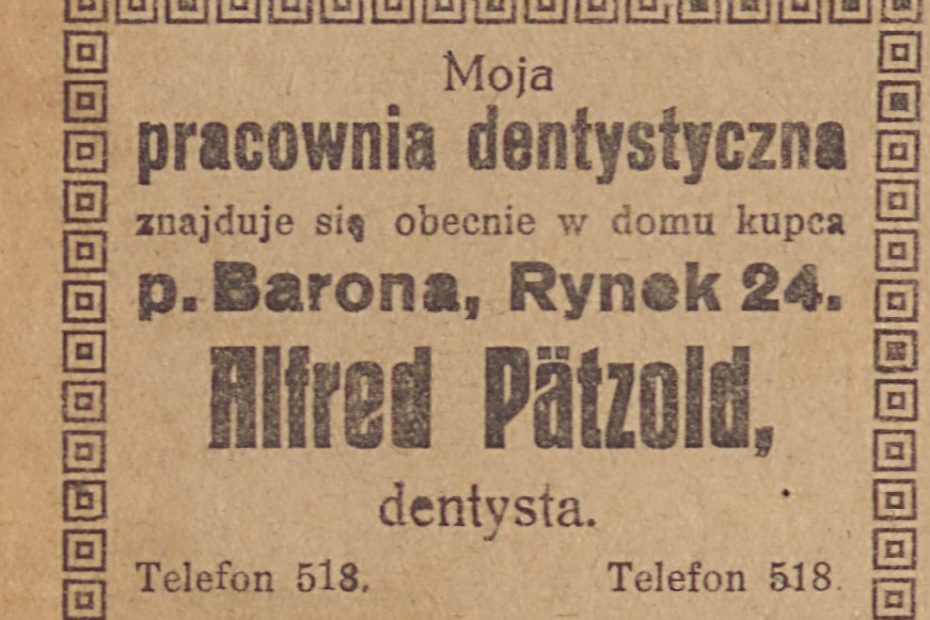 Moja
pracownia dentystyczna
znajduje się obecnie w domu kupca
p. Barona, Rynek 24.
Alfred Pätzold,
dentysta.
Telefon 518. Telefon 518.